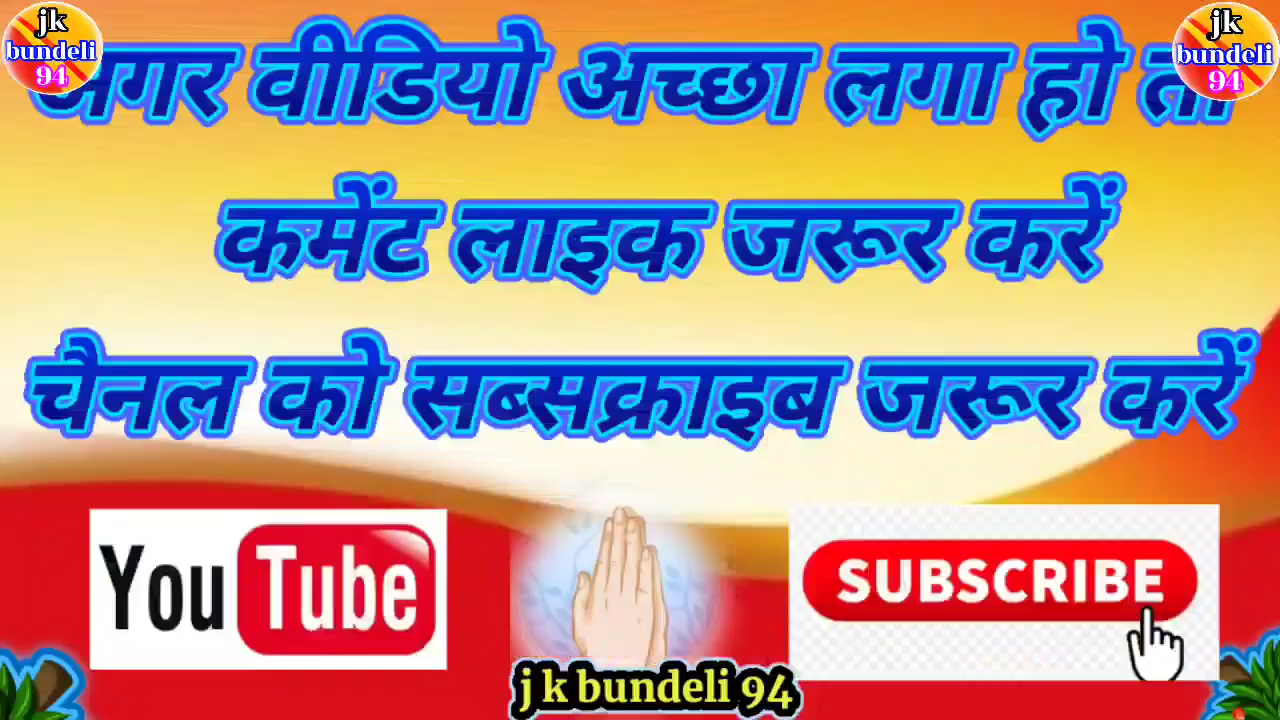 jk
bundeli
94
jk
bundeli
94
अगर वीडियो अच्छा लगा हो तो
कमेंट लाइक जरूर करें
चैनल को सब्सक्राइब जरूर करें
YouTube
SUBSCRIBE
j k bundeli 94